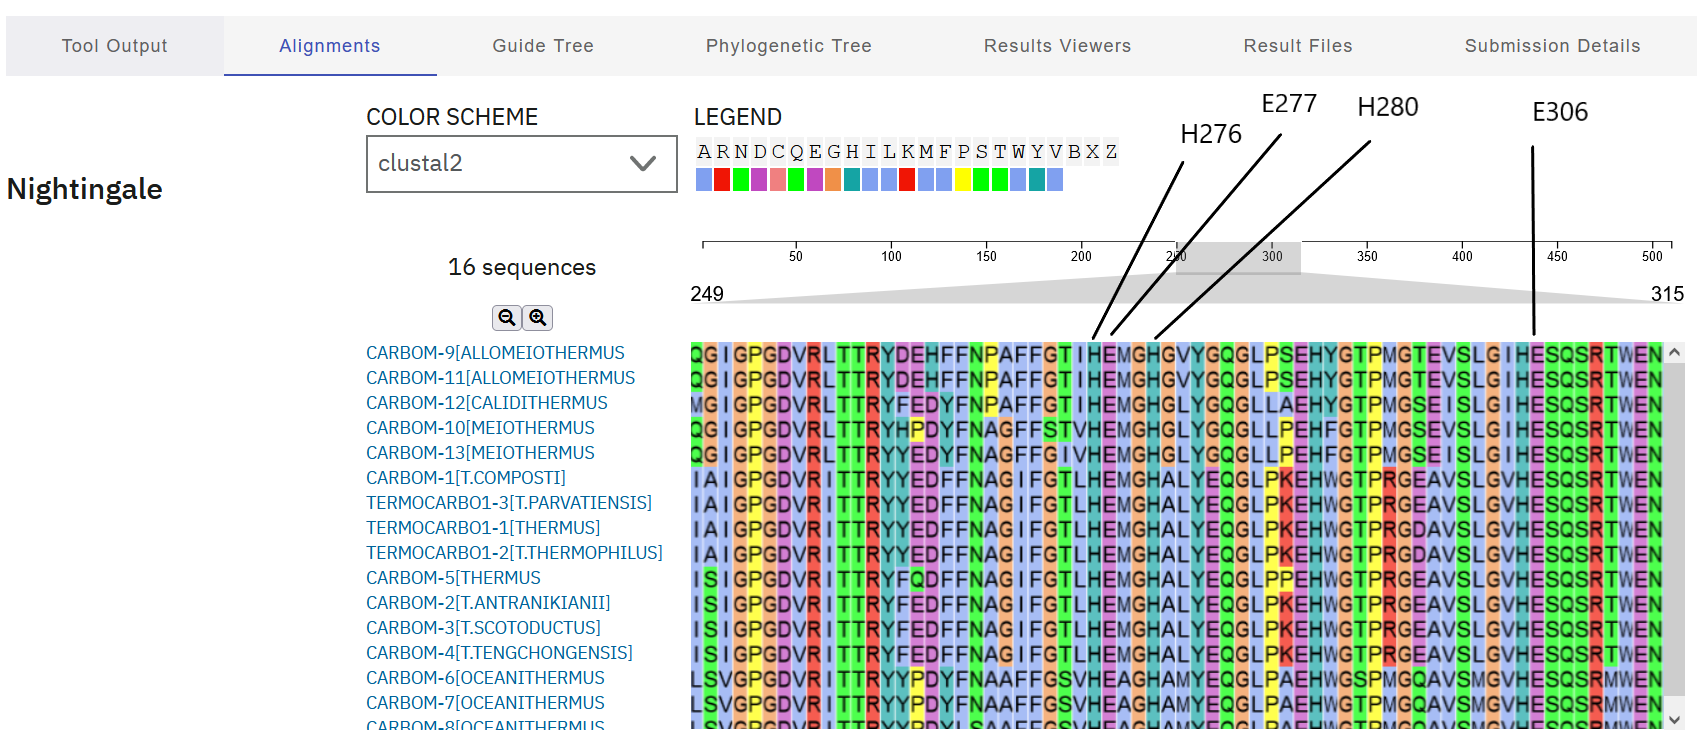 Tool Output Alignments Guide Tree Phylogenetic Tree Results Viewers Result Files Submission Details
Nightingale
COLOR SCHEME
clustal2
LEGEND
A R N D C Q E G H I L K M F P S T W Y V B X Z
H276 E277 H280 E306
50 100 150 200 250 300 350 400 450 500
16 sequences
249 315
CARBOM-9[ALLOMEIOTHERMUS QGIGPGDVRLTTRYDEHFFNPAFFGTIHEMGHGVYGQGLPSEHYGTPMGTEVSLGIHESQSRTWEN
CARBOM-11[ALLOMEIOTHERMUS QGIGPGDVRLTTRYDEHFFNPAFFGTIHEMGHGVYGQGLPSEHYGTPMGTEVSLGIHESQSRTWEN
CARBOM-12[CALIDITHERMUS MGIGPGDVRLTTRYFEDYFNPAFFGTIHEMGHGLYGQGLLAEHYGTPMGSEISLGIHESQSRTWEN
CARBOM-10[MEIOTHERMUS QGIGPGDVRLTTRYHPDYFNAGFFSTVHEMGHGLYGQGLLPEHFGTPMGSEVSLGIHESQSRTWEN
CARBOM-13[MEIOTHERMUS QGIGPGDVRLTTRYYEDYFNAGFFGIVHEMGHGLYGQGLLPEHFGTPMGSEISLGIHESQSRTWEN
CARBOM-1[T.COMPOSTI] IAIGPGDVRITTRYYEDFFNAGIFGTLHEMGHALYEQGLPKEHWGTPRGEAVSLGVHESQSRTWEN
TERMOCARBO1-3[T.PARVATIENSIS] IAIGPGDVRITTRYYEDFFNAGIFGTLHEMGHALYEQGLPKEHWGTPRGEAVSLGVHESQSRTWEN
TERMOCARBO1-1[THERMUS] IAIGPGDVRITTRYYEDFFNAGIFGTLHEMGHALYEQGLPKEHWGTPRGDAVSLGVHESQSRTWEN
TERMOCARBO1-2[T.THERMOPHILUS] IAIGPGDVRITTRYYEDFFNAGIFGTLHEMGHALYEQGLPKEHWGTPRGDAVSLGVHESQSRTWEN
CARBOM-5[THERMUS ISIGPGDVRITTRYFQDFFNAGIFGTLHEMGHALYEQGLPPEHWGTPRGEAVSLGVHESQSRTWEN
CARBOM-2[T.ANTRANIKIANII] ISIGPGDVRITTRYFEDFFNAGIFGTLHEMGHALYEQGLPKEHWGTPRGEAVSLGVHESQSRTWEN
CARBOM-3[T.SCOTODUCTUS] ISIGPGDVRITTRYFEDFFNAGIFGTLHEMGHALYEQGLPKEHWGTPRGEAVSLGVHESQSRTWEN
CARBOM-4[T.TENGCHONGENSIS] ISIGPGDVRITTRYFEDFFNAGIFGTLHEMGHALYEQGLPKEHWGTPRGEAVSLGVHESQSRTWEN
CARBOM-6[OCEANITHERMUS LSVGPGDVRITTRYYPDYFNAAFFGSVHEAGHAMYEQGLPAEHWGSPMGQAVSMGVHESQSRMWEN
CARBOM-7[OCEANITHERMUS LSVGPGDVRITTRYYPDYFNAAFFGSVHEAGHAMYEQGLPAEHWGTPMGQAVSMGVHESQSRMWEN
CARBOM-8[OCEANITHERMUS